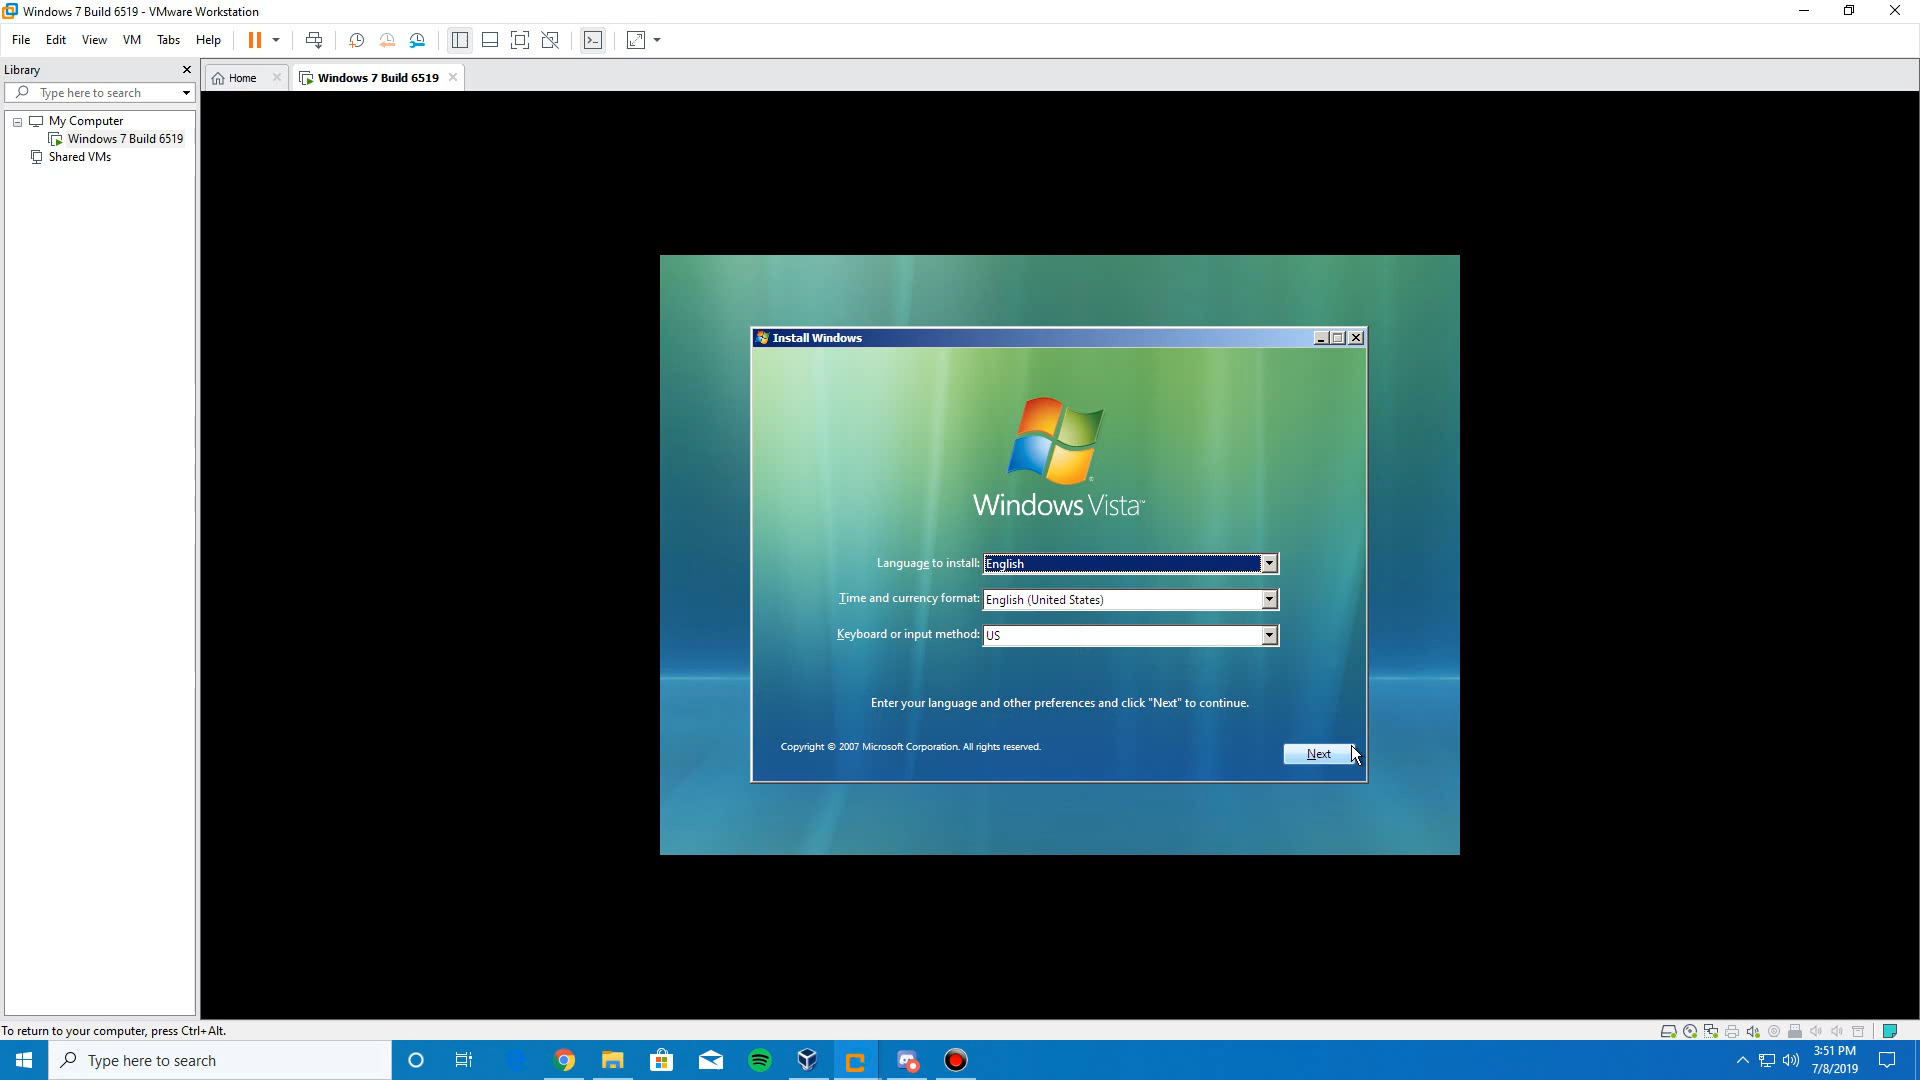 Windows 7 Build 6519 - VMware Workstation
File Edit View VM Tabs Help
Library
Home
Windows 7 Build 6519
Type here to search
My Computer
Windows 7 Build 6519
Shared VMs
Install Windows
Windows Vista™
Language to install: English
Time and currency format: English (United States)
Keyboard or input method: US
Enter your language and other preferences and click "Next" to continue.
Copyright © 2007 Microsoft Corporation. All rights reserved.
Next
To return to your computer, press Ctrl+Alt.
Type here to search
3:51 PM
7/8/2019